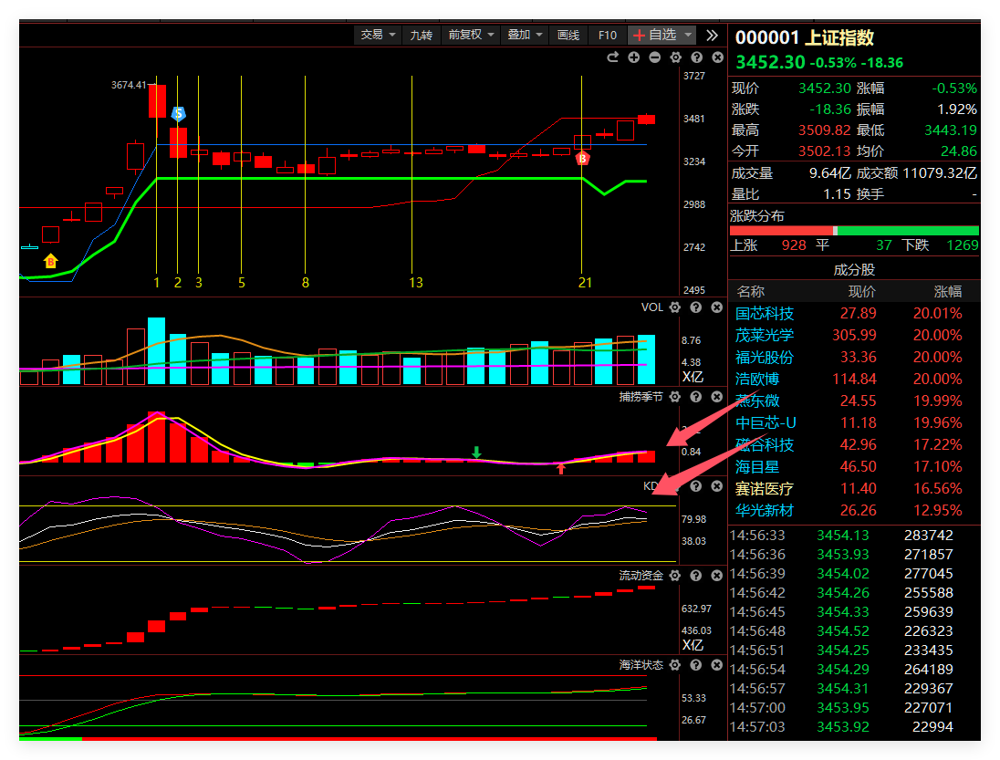 交易 九转 前复权 叠加 画线 F10 +自选
000001 上证指数
3452.30 -0.53% -18.36
现价 3452.30 涨幅 -0.53%
涨跌 -18.36 振幅 1.92%
最高 3509.82 最低 3443.19
今开 3502.13 均价 24.86
成交量 9.64亿 成交额 11079.32亿
量比 1.15 换手 -
涨跌分布
上涨 928 平 37 下跌 1269
成分股
名称 现价 涨幅
国芯科技 27.89 20.01%
茂莱光学 305.99 20.00%
福光股份 33.36 20.00%
浩欧博 114.84 20.00%
燕东微 24.55 19.99%
中巨芯-U 11.18 19.96%
磁谷科技 42.96 17.22%
海目星 46.50 17.10%
赛诺医疗 11.40 16.56%
华光新材 26.26 12.95%
14:56:33 3454.13 283742
14:56:36 3453.93 271857
14:56:39 3454.02 277045
14:56:42 3454.26 255588
14:56:45 3454.33 259639
14:56:48 3454.52 226323
14:56:51 3454.25 233435
14:56:54 3454.29 264189
14:56:57 3454.31 229367
14:57:00 3453.95 227071
14:57:03 3453.92 22994
3727
3674.41
S
3481
B
3234
2988
2742
B
2495
1 2 3 5 8 13 21
VOL
8.76
4.38
X亿
捕捞季节
0.84
79.98
38.03
流动资金
632.97
436.03
X亿
海洋状态
53.33
26.67